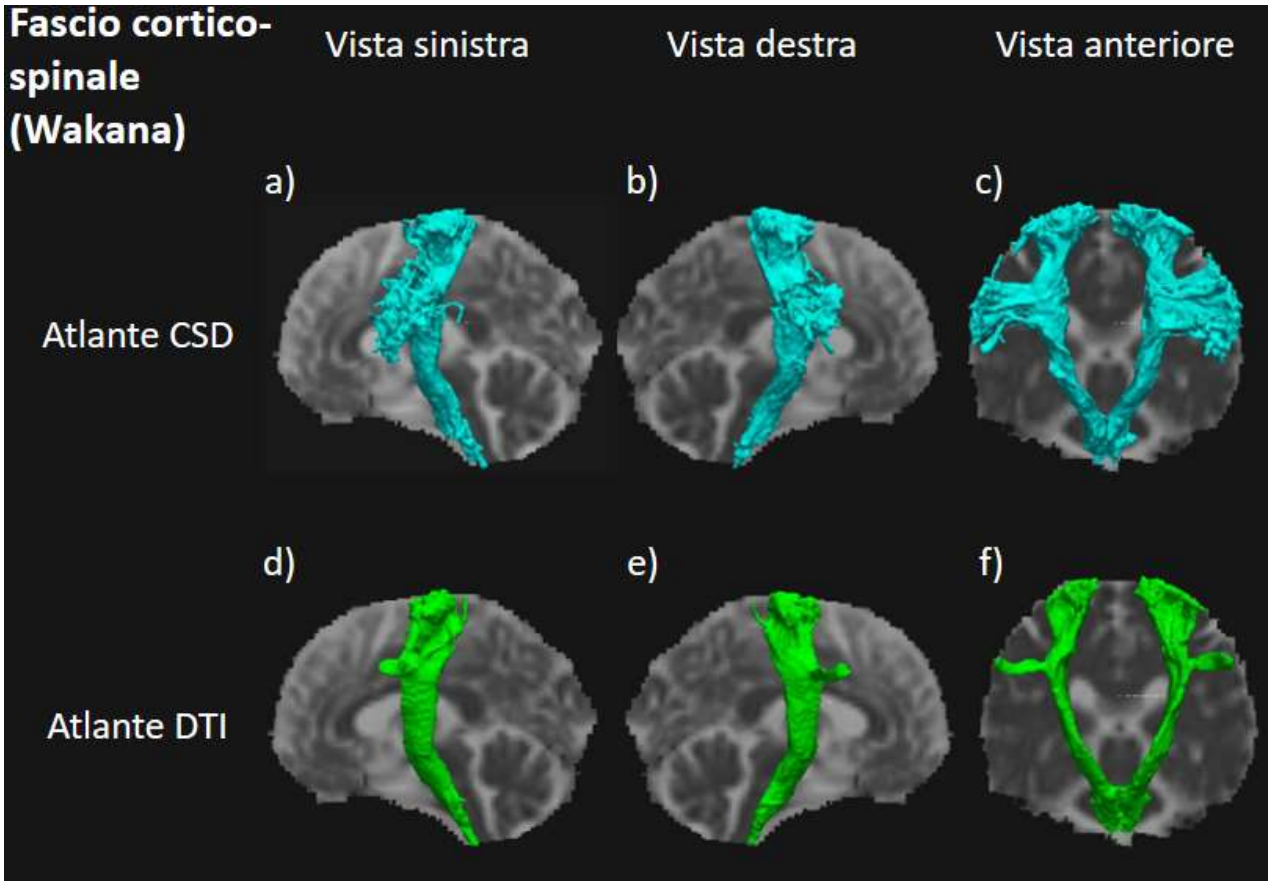 Fascio cortico-
spinale
(Wakana)
Vista sinistra
Vista destra
Vista anteriore
a)
b)
c)
Atlante CSD
d)
e)
f)
Atlante DTI